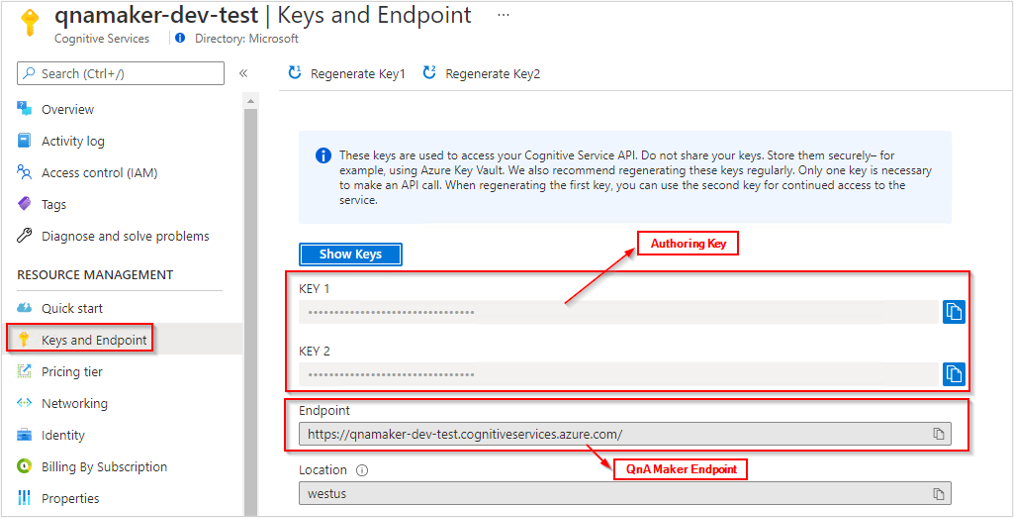 qnamaker-dev-test | Keys and Endpoint ...
Cognitive Services | Directory: Microsoft
Search (Ctrl+/) «
Overview
Activity log
Access control (IAM)
Tags
Diagnose and solve problems
RESOURCE MANAGEMENT
Quick start
Keys and Endpoint
Pricing tier
Networking
Identity
Billing By Subscription
Properties
Regenerate Key1 Regenerate Key2
These keys are used to access your Cognitive Service API. Do not share your keys. Store them securely– for
example, using Azure Key Vault. We also recommend regenerating these keys regularly. Only one key is necessary
to make an API call. When regenerating the first key, you can use the second key for continued access to the
service.
Show Keys
Authoring Key
KEY 1
••••••••••••••••••••••••••••••••
KEY 2
••••••••••••••••••••••••••••••••
Endpoint
https://qnamaker-dev-test.cognitiveservices.azure.com/
QnA Maker Endpoint
Location
westus